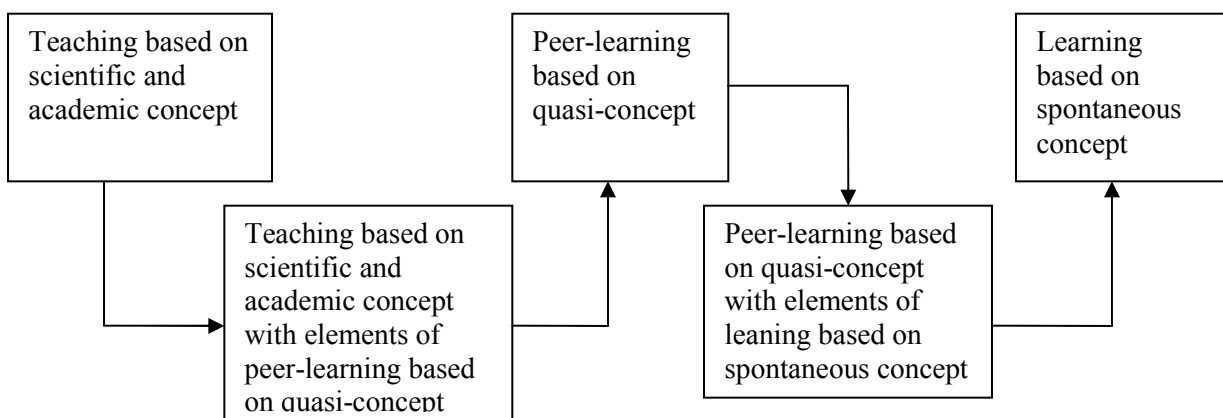 Teaching based on
scientific and
academic concept
Teaching based on
scientific and
academic concept
with elements of
peer-learning based
on quasi-concept
Peer-learning
based on
quasi-concept
Peer-learning based
on quasi-concept
with elements of
leaning based on
spontaneous concept
Learning
based on
spontaneous
concept